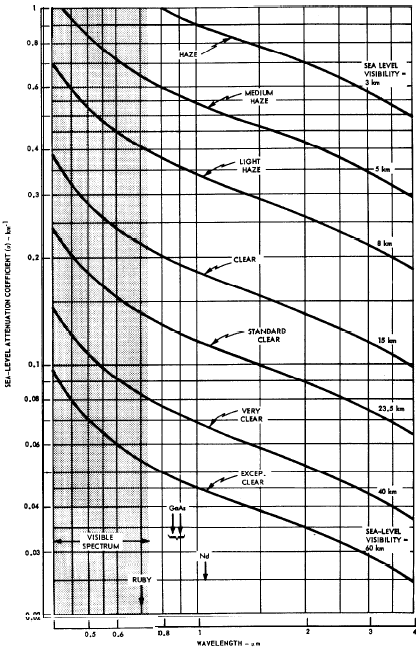 1
0.8
0.6
0.4
0.3
0.2
0.1
0.08
0.06
0.04
0.03
0.02
SEA-LEVEL ATTENUATION COEFFICIENT (σ) - km-1
HAZE
SEA LEVEL
VISIBILITY =
3 km
MEDIUM
HAZE
5 km
LIGHT
HAZE
8 km
CLEAR
15 km
STANDARD
CLEAR
23.5 km
VERY
CLEAR
40 km
EXCEP.
CLEAR
GaAs
SEA-LEVEL
VISIBILITY =
60 km
VISIBLE
SPECTRUM
Nd
RUBY
0.5
0.6
0.8
1
2
3
4
WAVELENGTH -